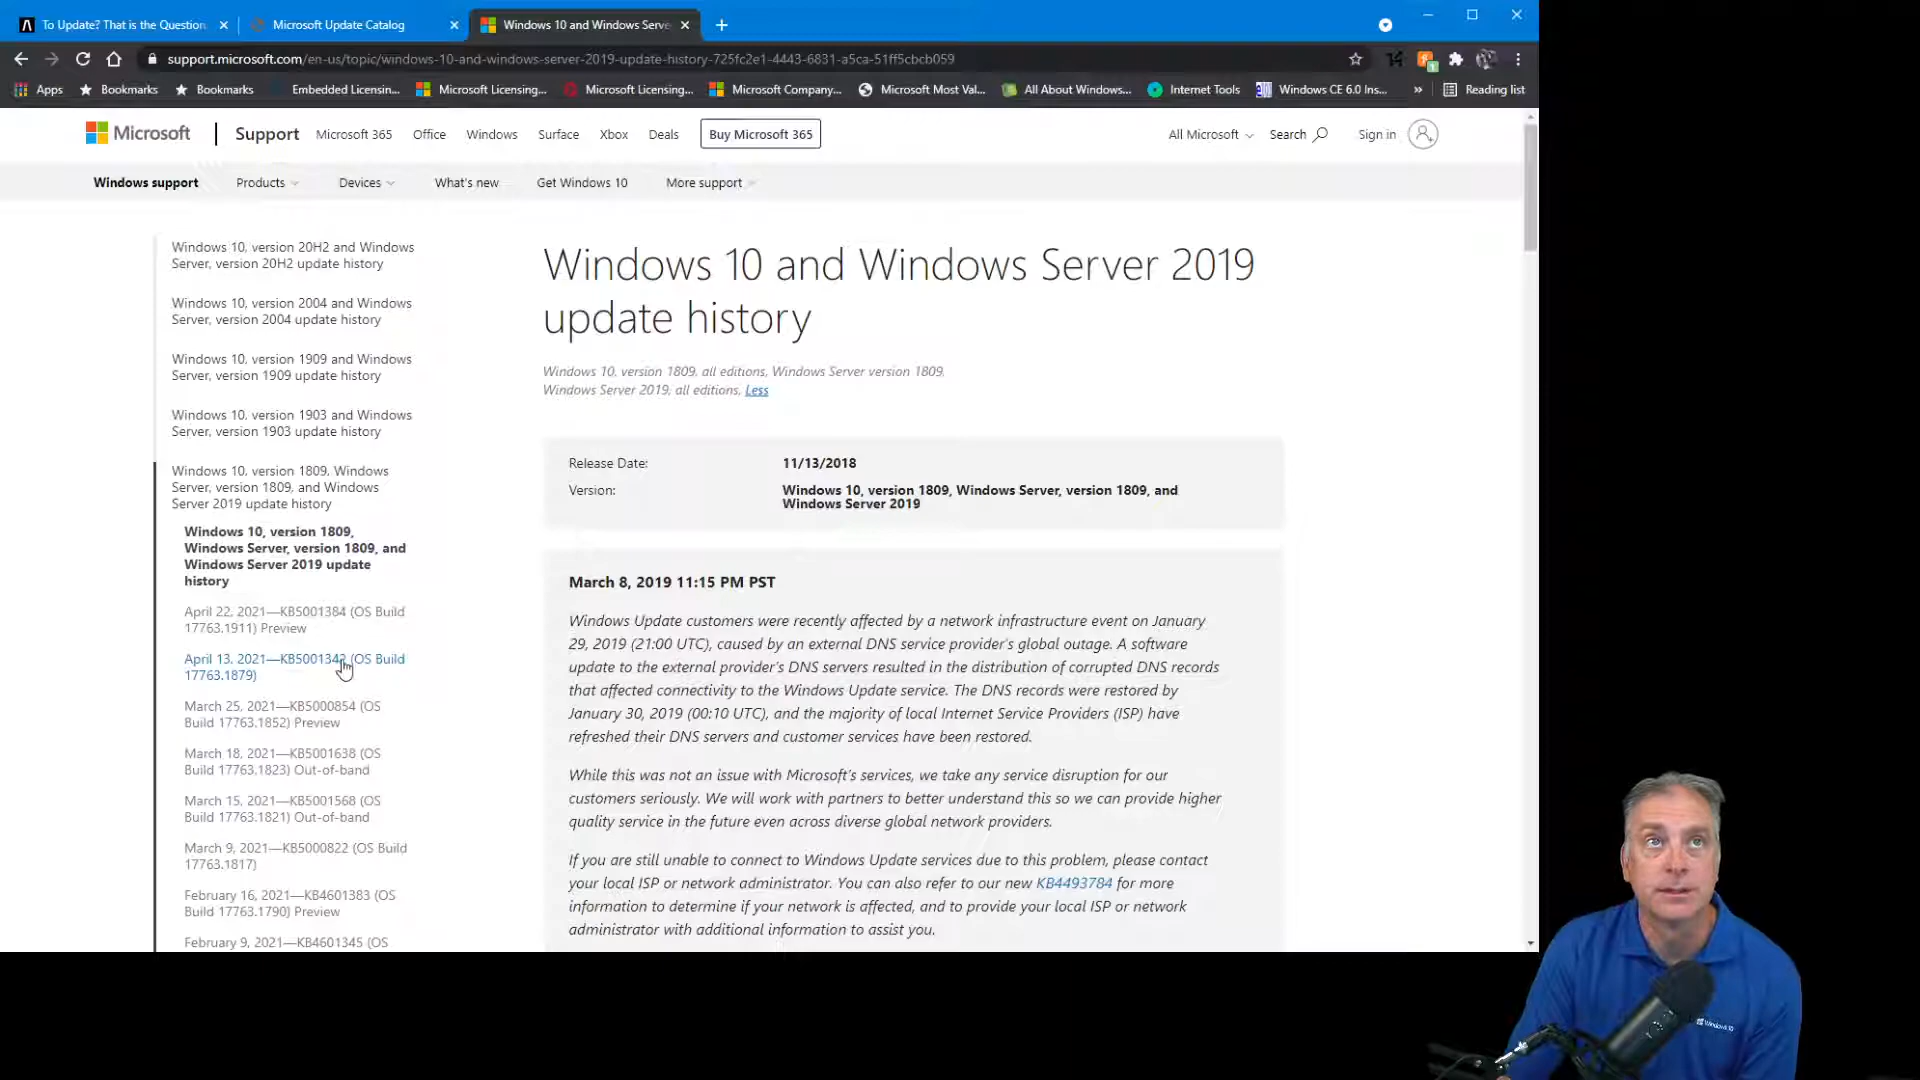 To Update? That is the Question
Microsoft Update Catalog
Windows 10 and Windows Serve
support.microsoft.com/en-us/topic/windows-10-and-windows-server-2019-update-history-725fc2e1-4443-6831-a5ca-51ff5cbcb059
Apps Bookmarks Bookmarks Embedded Licensin... Microsoft Licensing... Microsoft Licensing... Microsoft Company... Microsoft Most Val... All About Windows... Internet Tools Windows CE 6.0 Ins... » Reading list
Microsoft Support Microsoft 365 Office Windows Surface Xbox Deals Buy Microsoft 365 All Microsoft Search Sign in
Windows support Products Devices What's new Get Windows 10 More support
Windows 10, version 20H2 and Windows
Server, version 20H2 update history
Windows 10, version 2004 and Windows
Server, version 2004 update history
Windows 10, version 1909 and Windows
Server, version 1909 update history
Windows 10, version 1903 and Windows
Server, version 1903 update history
Windows 10, version 1809, Windows
Server, version 1809, and Windows
Server 2019 update history
Windows 10, version 1809,
Windows Server, version 1809, and
Windows Server 2019 update
history
April 22, 2021—KB5001384 (OS Build
17763.1911) Preview
April 13, 2021—KB5001342 (OS Build
17763.1879)
March 25, 2021—KB5000854 (OS
Build 17763.1852) Preview
March 18, 2021—KB5001638 (OS
Build 17763.1823) Out-of-band
March 15, 2021—KB5001568 (OS
Build 17763.1821) Out-of-band
March 9, 2021—KB5000822 (OS Build
17763.1817)
February 16, 2021—KB4601383 (OS
Build 17763.1790) Preview
February 9, 2021—KB4601345 (OS
Windows 10 and Windows Server 2019
update history
Windows 10, version 1809, all editions, Windows Server version 1809,
Windows Server 2019, all editions, Less
Release Date: 11/13/2018
Version: Windows 10, version 1809, Windows Server, version 1809, and
Windows Server 2019
March 8, 2019 11:15 PM PST
Windows Update customers were recently affected by a network infrastructure event on January
29, 2019 (21:00 UTC), caused by an external DNS service provider's global outage. A software
update to the external provider's DNS servers resulted in the distribution of corrupted DNS records
that affected connectivity to the Windows Update service. The DNS records were restored by
January 30, 2019 (00:10 UTC), and the majority of local Internet Service Providers (ISP) have
refreshed their DNS servers and customer services have been restored.
While this was not an issue with Microsoft's services, we take any service disruption for our
customers seriously. We will work with partners to better understand this so we can provide higher
quality service in the future even across diverse global network providers.
If you are still unable to connect to Windows Update services due to this problem, please contact
your local ISP or network administrator. You can also refer to our new KB4493784 for more
information to determine if your network is affected, and to provide your local ISP or network
administrator with additional information to assist you.
Windows 10